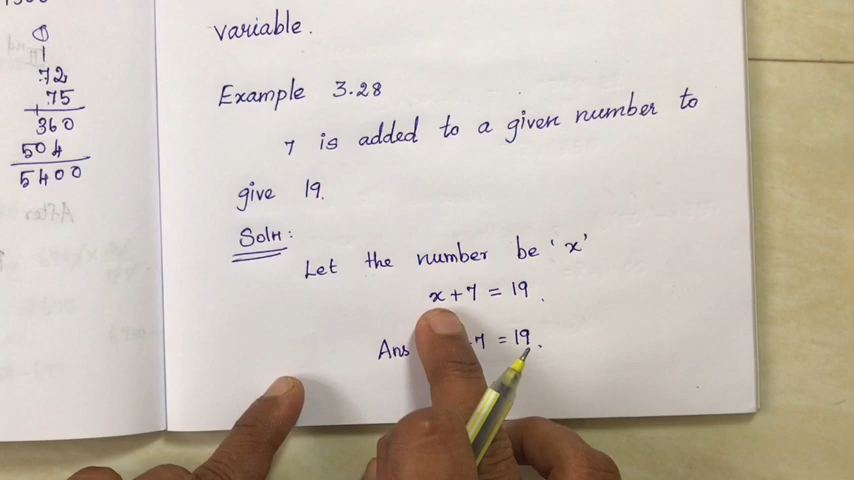 72
75
360
504
5400
variable.
Example 3.28
7 is added to a given number to
give 19.
Soln:
Let the number be 'x'
x + 7 = 19.
Ans 7 = 19.